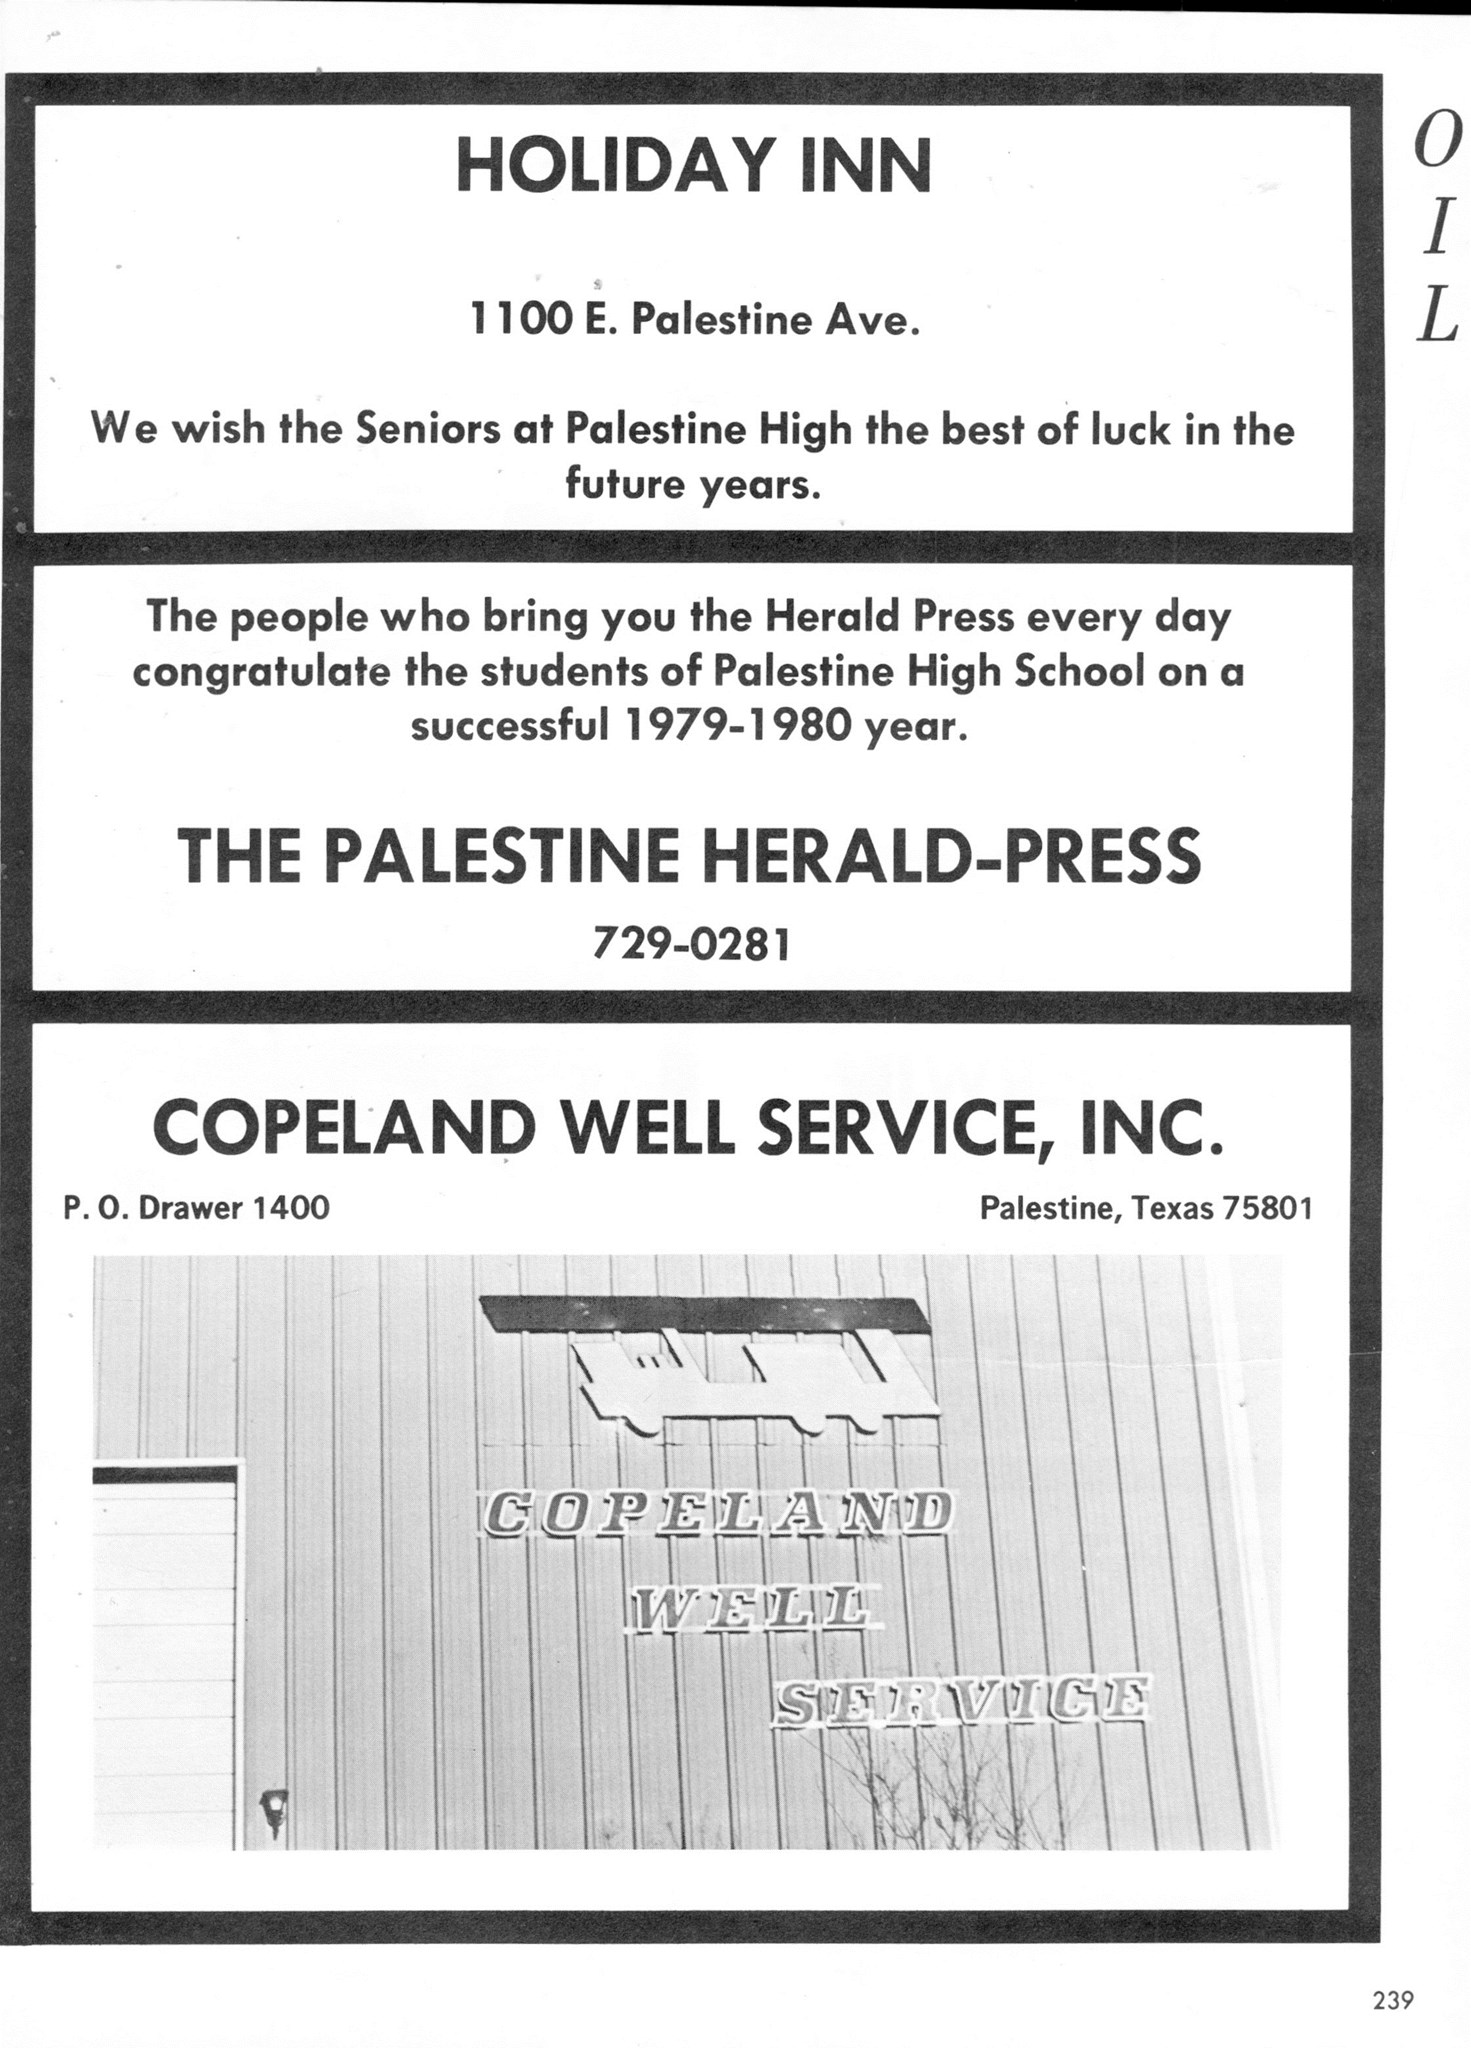 HOLIDAY INN
1100 E. Palestine Ave.
We wish the Seniors at Palestine High the best of luck in the
future years.
The people who bring you the Herald Press every day
congratulate the students of Palestine High School on a
successful 1979-1980 year.
THE PALESTINE HERALD-PRESS
729-0281
COPELAND WELL SERVICE, INC.
P. O. Drawer 1400 Palestine, Texas 75801
COPELAND
WELL
SERVICE
O
I
L
239